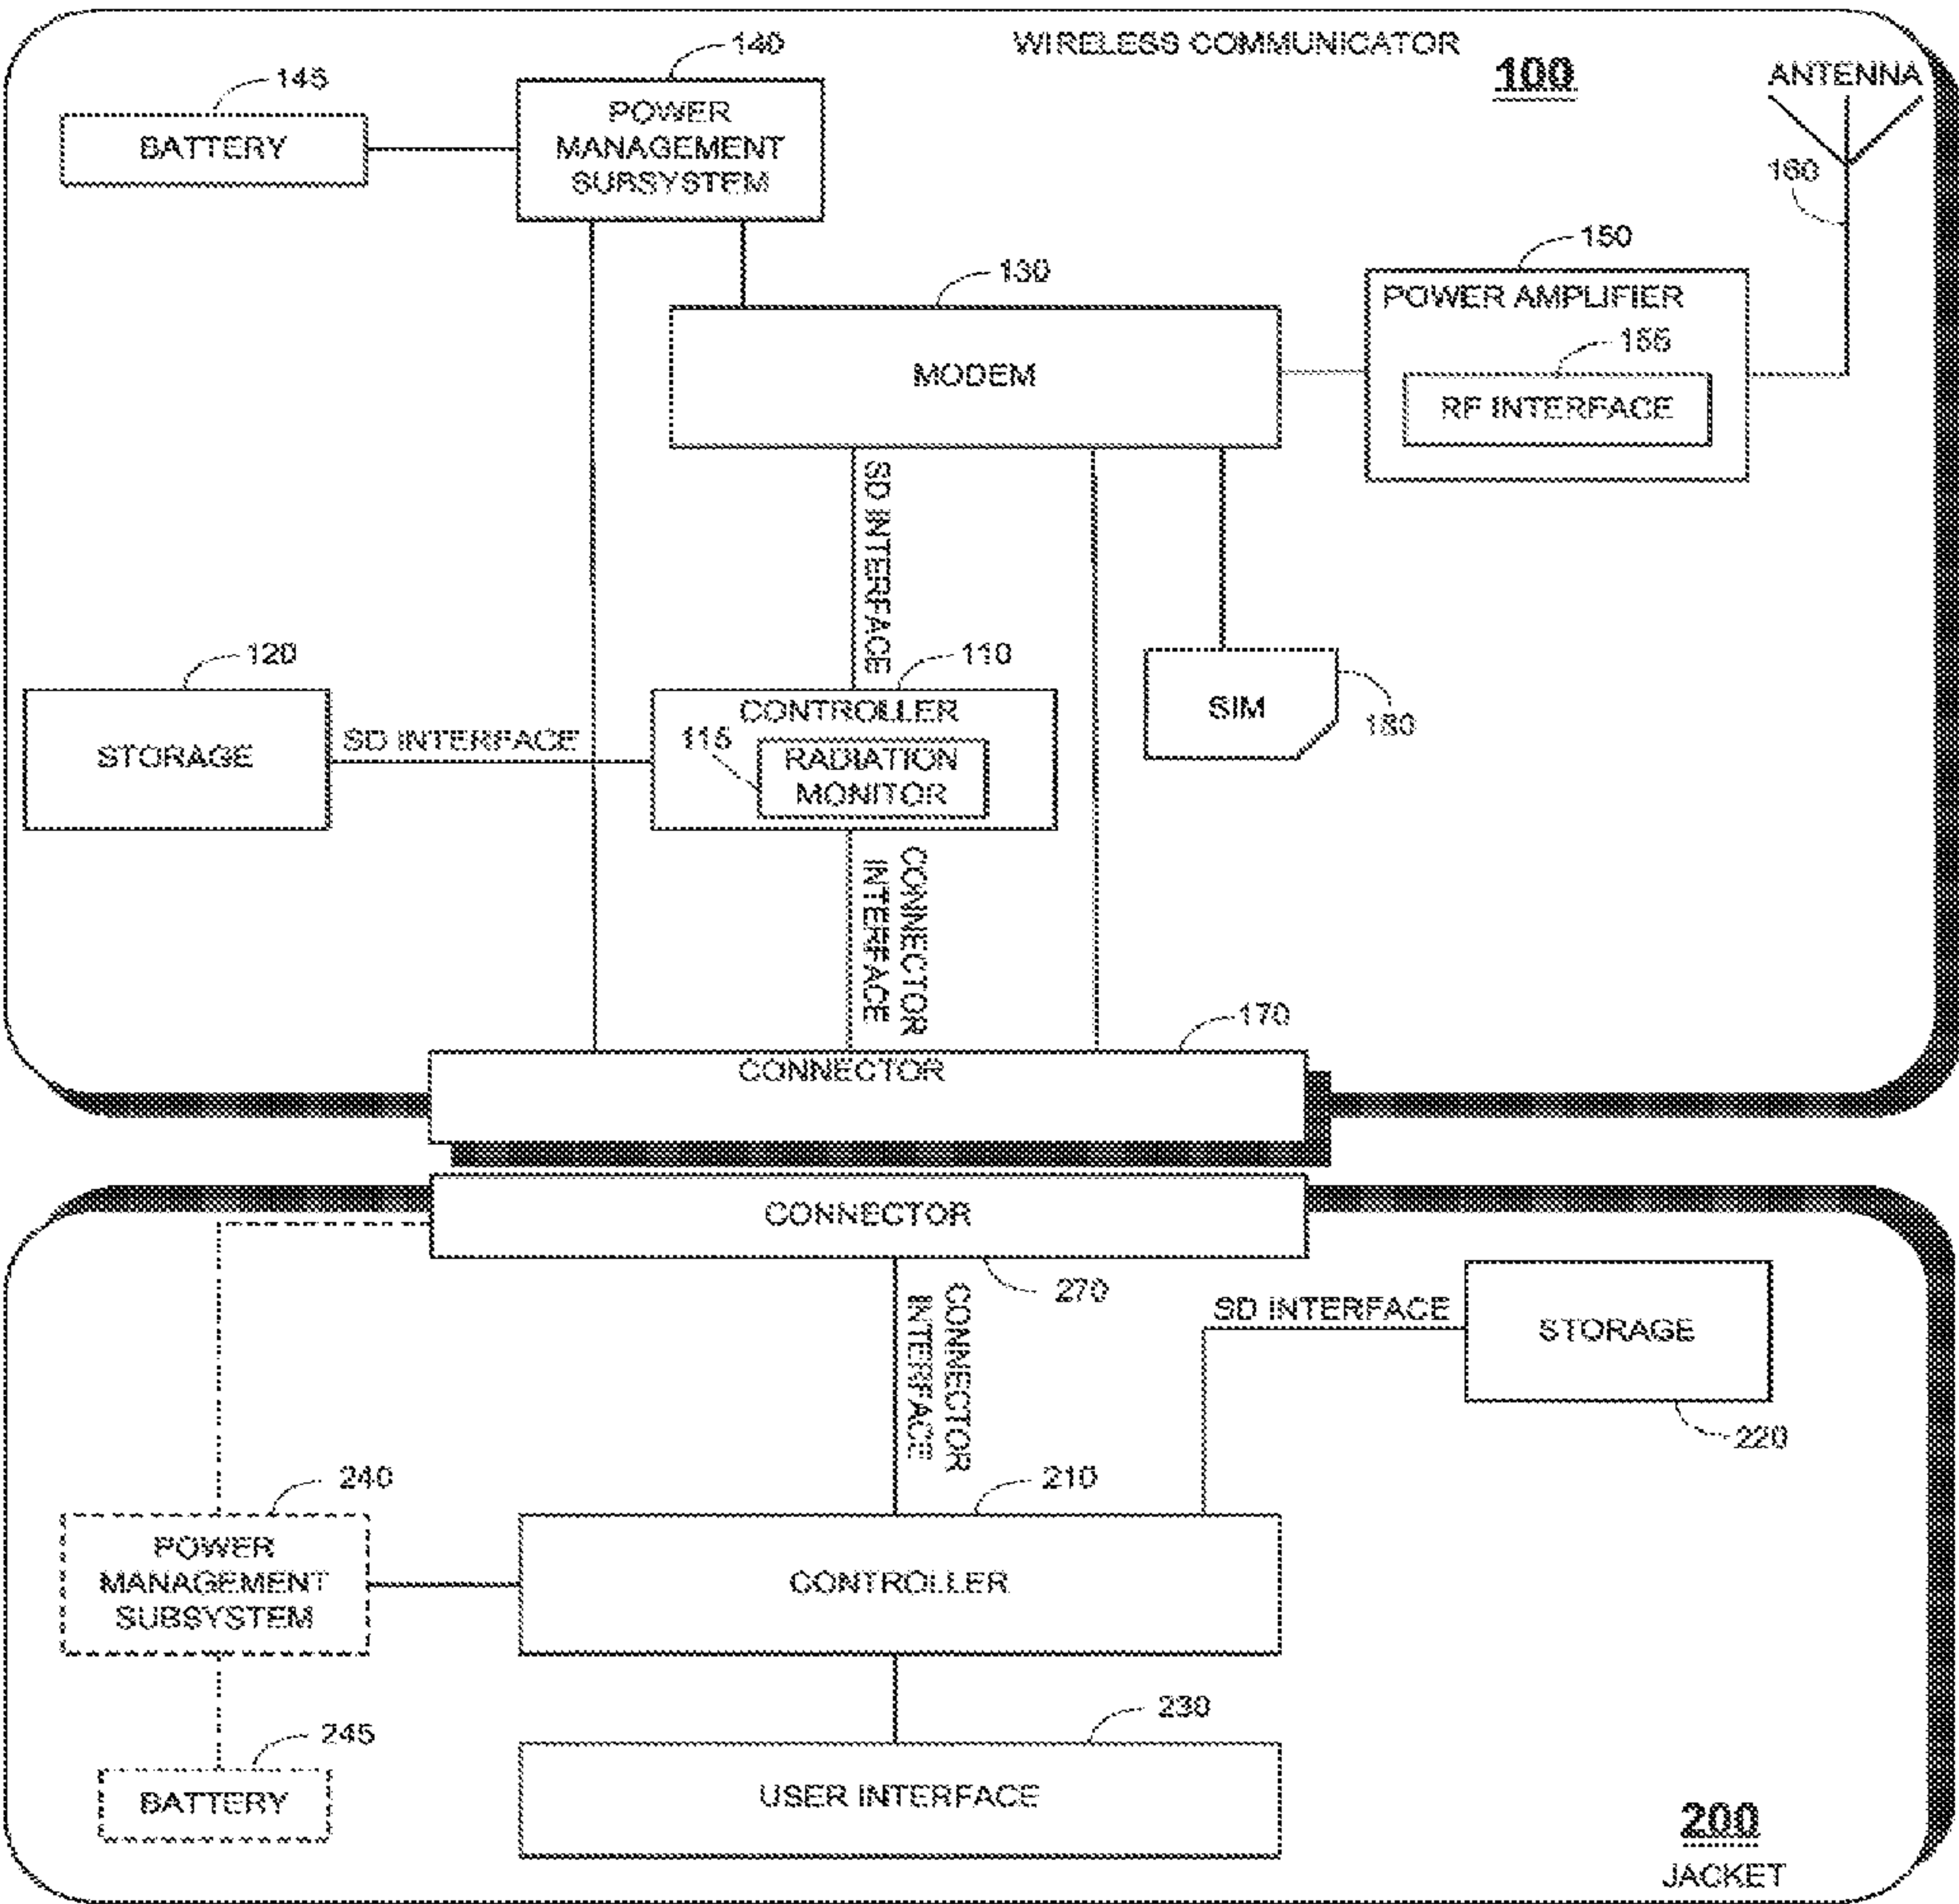 WIRELESS COMMUNICATOR
100
140
145
BATTERY
POWER
MANAGEMENT
SUBSYSTEM
ANTENNA
160
150
POWER AMPLIFIER
155
RF INTERFACE
130
MODEM
SD INTERFACE
120
STORAGE
SD INTERFACE
110
CONTROLLER
115
RADIATION
MONITOR
SIM
180
CONNECTOR
INTERFACE
170
CONNECTOR
CONNECTOR
270
CONNECTOR
INTERFACE
SD INTERFACE
STORAGE
220
240
POWER
MANAGEMENT
SUBSYSTEM
210
CONTROLLER
245
BATTERY
230
USER INTERFACE
200
JACKET